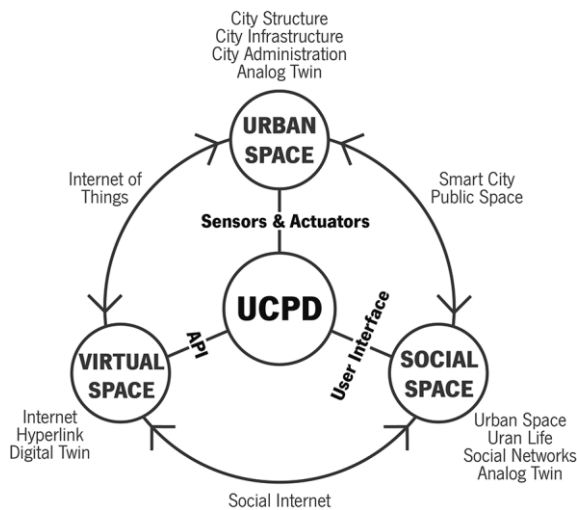 City Structure
City Infrastructure
City Administration
Analog Twin
URBAN
SPACE
Internet of
Things
Smart City
Public Space
Sensors & Actuators
UCPD
API
User Interface
VIRTUAL
SPACE
SOCIAL
SPACE
Internet
Hyperlink
Digital Twin
Urban Space
Uran Life
Social Networks
Analog Twin
Social Internet